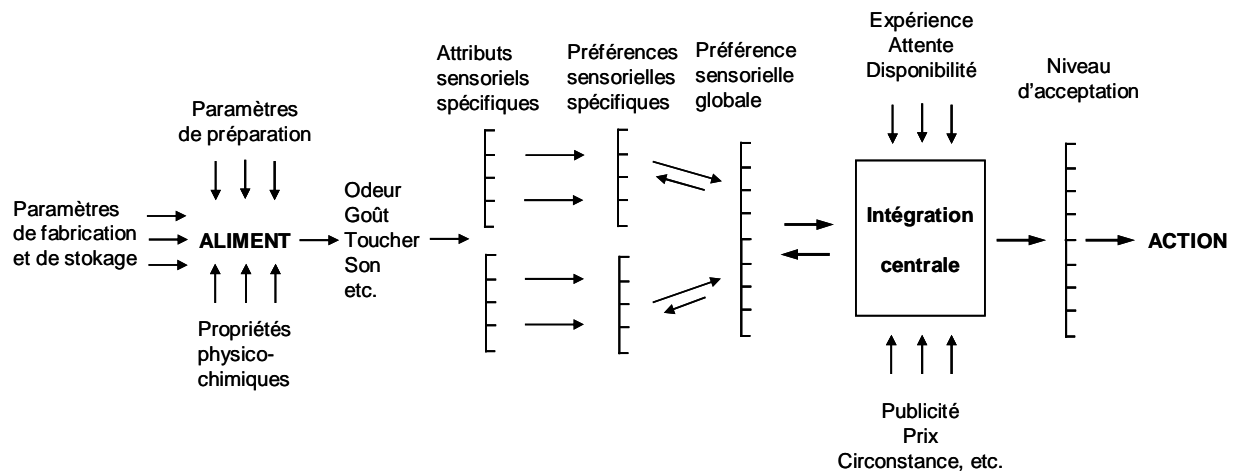 Paramètres
de fabrication
et de stokage
Paramètres
de préparation
ALIMENT
Propriétés
physico-
chimiques
Odeur
Goût
Toucher
Son
etc.
Attributs
sensoriels
spécifiques
Préférences
sensorielles
spécifiques
Préférence
sensorielle
globale
Expérience
Attente
Disponibilité
Intégration
centrale
Publicité
Prix
Circonstance, etc.
Niveau
d'acceptation
ACTION